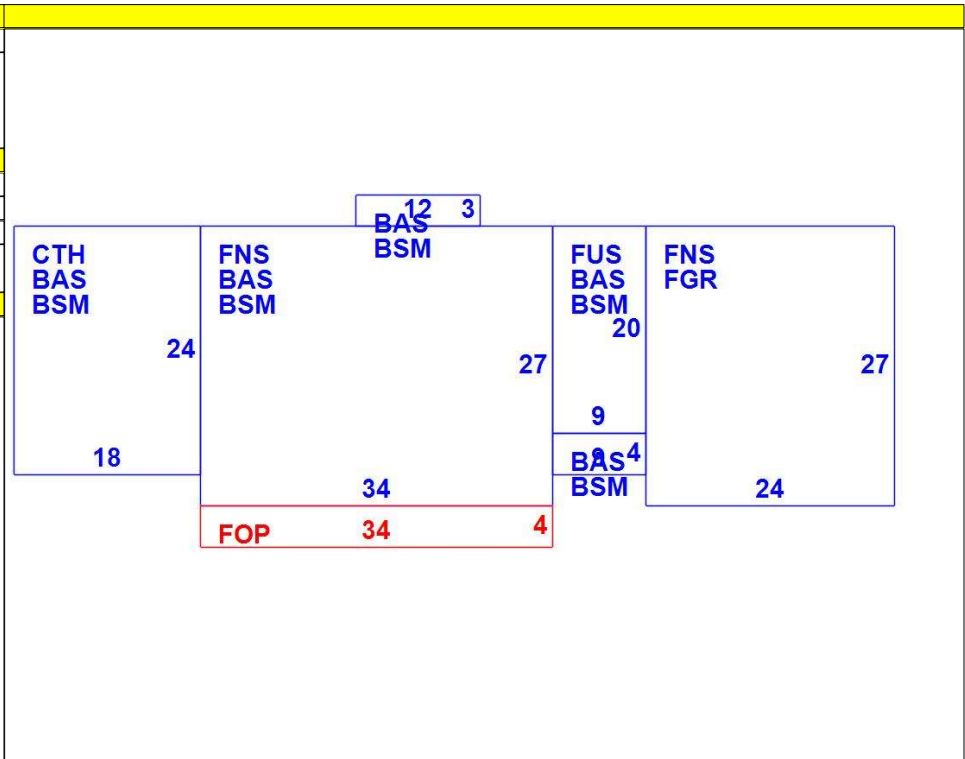 12 3
BAS
BSM
CTH
BAS
BSM
24
18
FNS
BAS
BSM
27
34
FUS
BAS
BSM
20
9
FNS
FGR
27
24
9 4
BAS
BSM
FOP 34 4